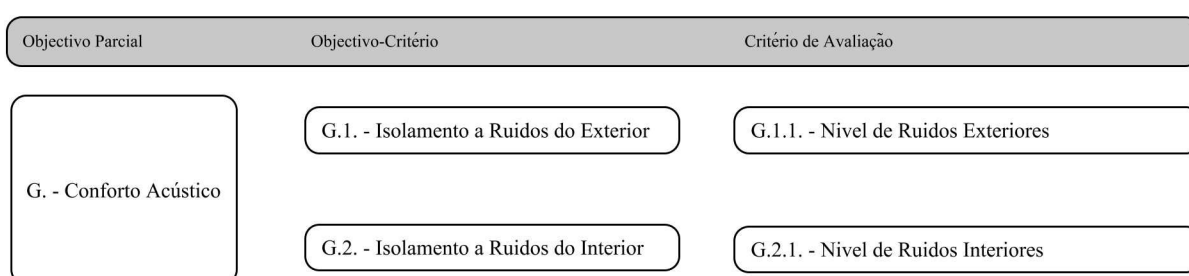 Objectivo Parcial
Objectivo-Critério
Critério de Avaliação
G. - Conforto Acústico
G.1. - Isolamento a Ruidos do Exterior
G.1.1. - Nivel de Ruidos Exteriores
G.2. - Isolamento a Ruidos do Interior
G.2.1. - Nivel de Ruidos Interiores